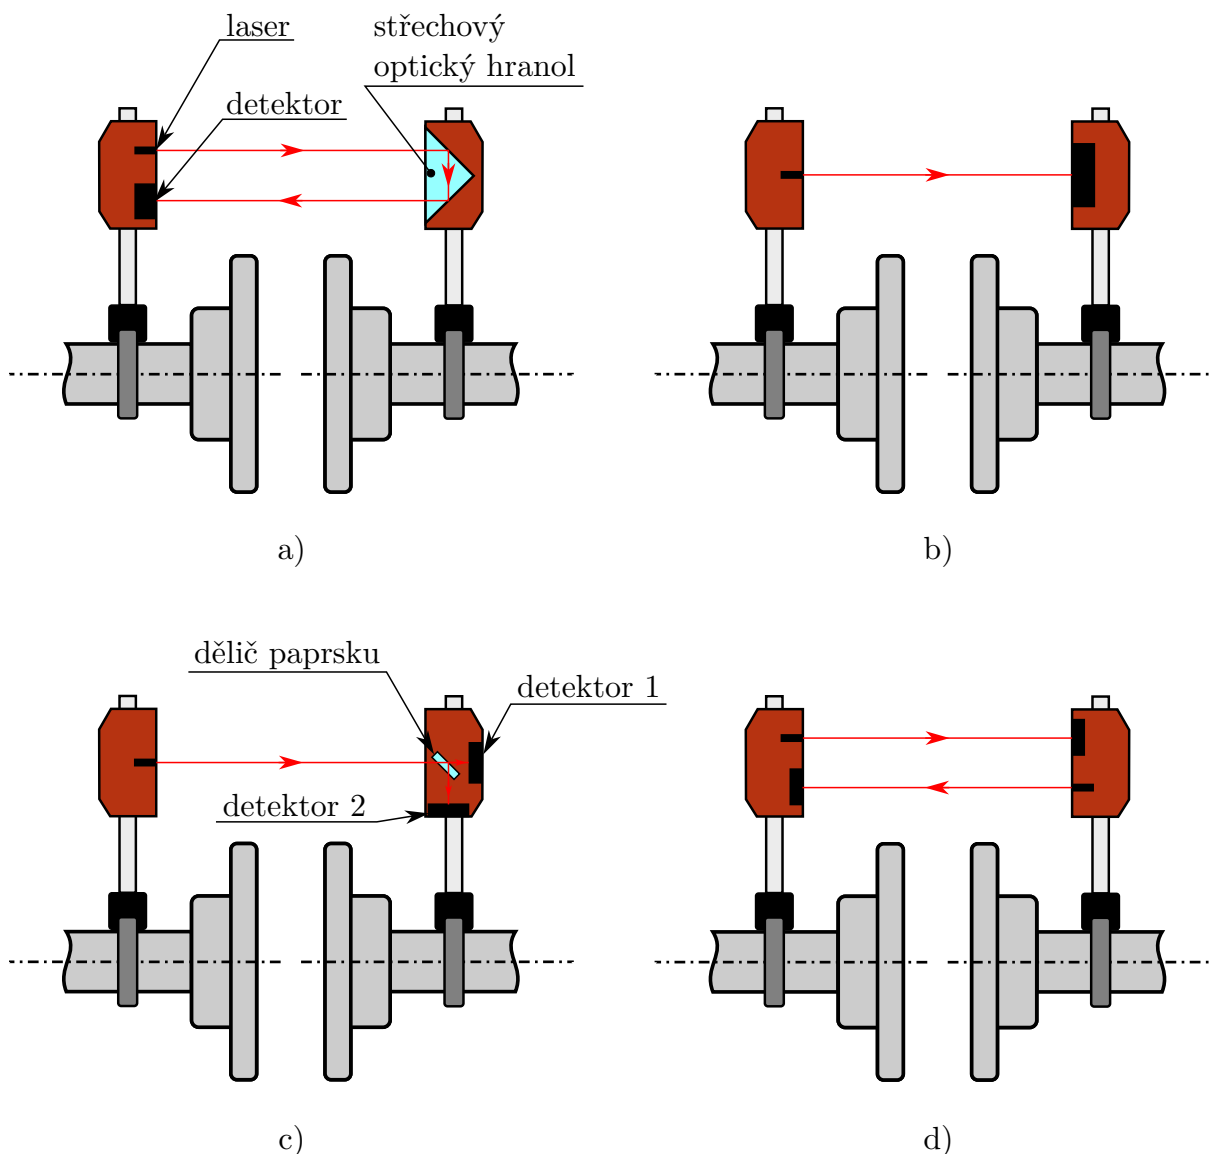 laser
střechový
optický hranol
detektor
a)
b)
dělič paprsku
detektor 1
detektor 2
c)
d)